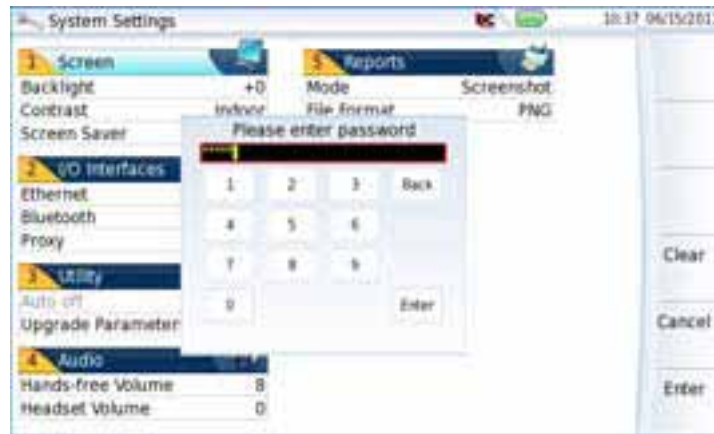 System Settings
10:37 06/15/201
1 Screen
Backlight +0
Contrast Indoor
Screen Saver
2 I/O Interfaces
Ethernet
Bluetooth
Proxy
3 Utility
Auto off
Upgrade Parameter
4 Audio
Hands-free Volume 8
Headset Volume 0
5 Reports
Mode Screenshot
File Format PNG
Please enter password
1 2 3 Back
4 5 6
7 8 9
0 Enter
Clear
Cancel
Enter